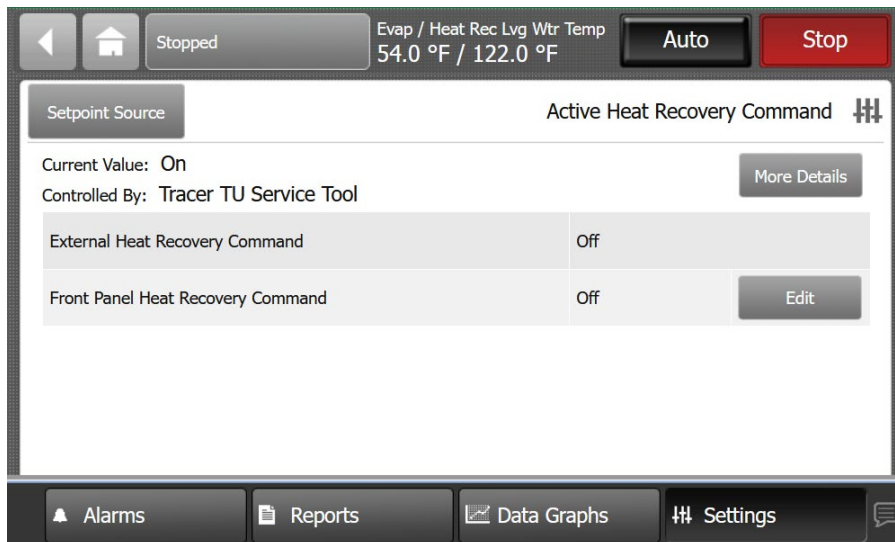 Stopped
Evap / Heat Rec Lvg Wtr Temp
54.0 °F / 122.0 °F
Auto
Stop
Setpoint Source
Active Heat Recovery Command
Current Value: On
More Details
Controlled By: Tracer TU Service Tool
External Heat Recovery Command Off
Front Panel Heat Recovery Command Off Edit
Alarms Reports Data Graphs Settings